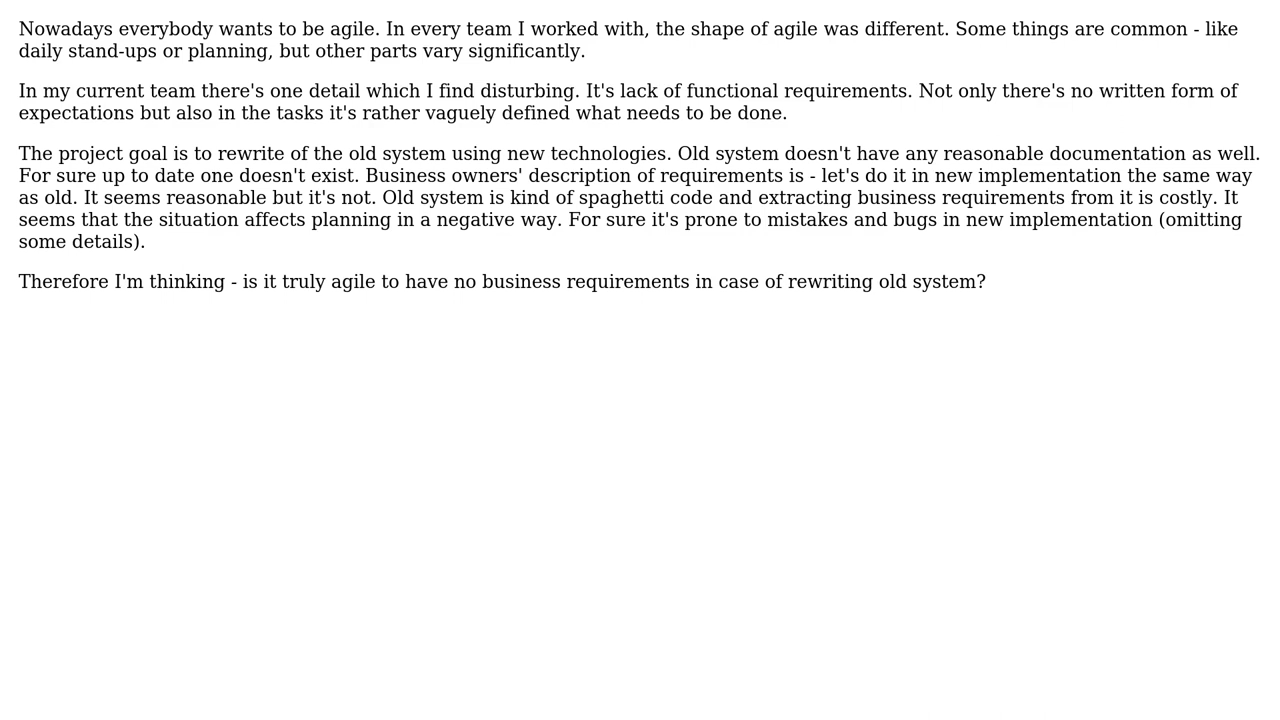 Nowadays everybody wants to be agile. In every team I worked with, the shape of agile was different. Some things are common - like
daily stand-ups or planning, but other parts vary significantly.
In my current team there's one detail which I find disturbing. It's lack of functional requirements. Not only there's no written form of
expectations but also in the tasks it's rather vaguely defined what needs to be done.
The project goal is to rewrite of the old system using new technologies. Old system doesn't have any reasonable documentation as well.
For sure up to date one doesn't exist. Business owners' description of requirements is - let's do it in new implementation the same way
as old. It seems reasonable but it's not. Old system is kind of spaghetti code and extracting business requirements from it is costly. It
seems that the situation affects planning in a negative way. For sure it's prone to mistakes and bugs in new implementation (omitting
some details).
Therefore I'm thinking - is it truly agile to have no business requirements in case of rewriting old system?